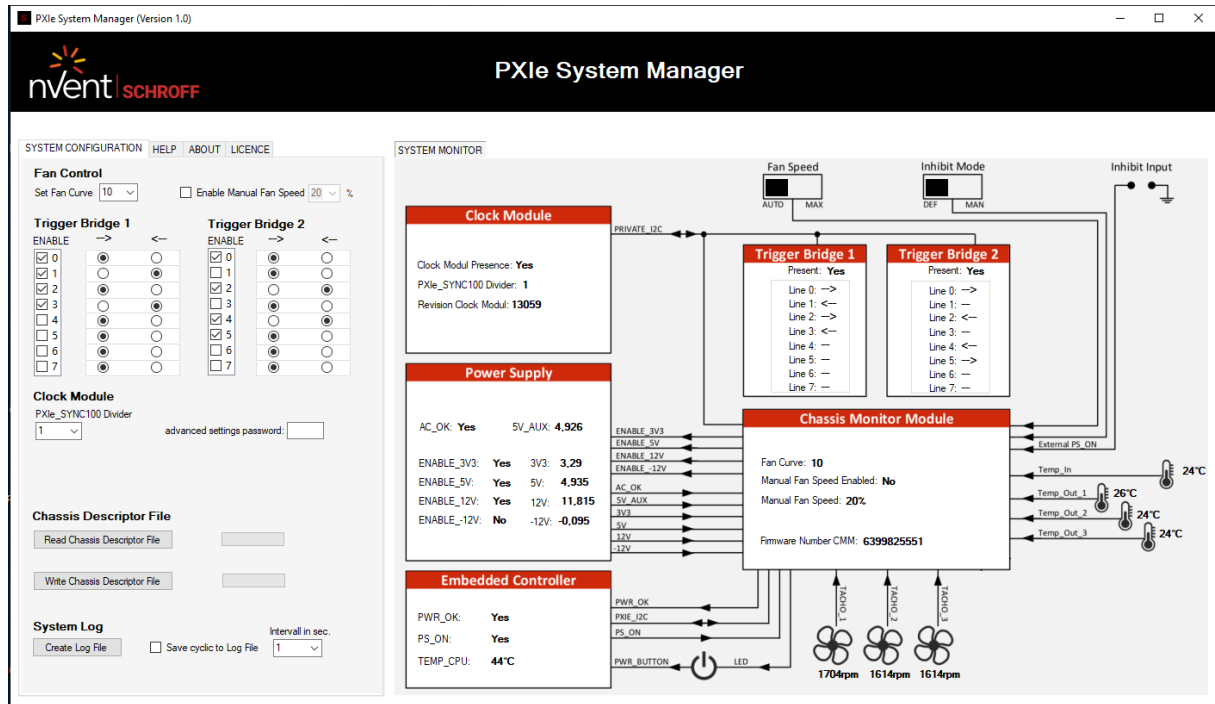 PXIe System Manager (Version 1.0)
nvent SCHROFF
PXIe System Manager
SYSTEM CONFIGURATION HELP ABOUT LICENCE
Fan Control
Set Fan Curve 10 Enable Manual Fan Speed 20 %
Trigger Bridge 1
ENABLE --> <--
0
1
2
3
4
5
6
7
Trigger Bridge 2
ENABLE --> <--
0
1
2
3
4
5
6
7
Clock Module
PXIe_SYNC100 Divider
1 advanced settings password:
Chassis Descriptor File
Read Chassis Descriptor File
Write Chassis Descriptor File
System Log
Intervall in sec.
Create Log File Save cyclic to Log File 1
SYSTEM MONITOR
Fan Speed
AUTO MAX
Inhibit Mode
DEF MAN
Inhibit Input
Clock Module
Clock Modul Presence: Yes
PXIe_SYNC100 Divider: 1
Revision Clock Modul: 13059
PRIVATE_I2C
Trigger Bridge 1
Present: Yes
Line 0: -->
Line 1: <--
Line 2: -->
Line 3: <--
Line 4: --
Line 5: --
Line 6: --
Line 7: --
Trigger Bridge 2
Present: Yes
Line 0: -->
Line 1: --
Line 2: <--
Line 3: --
Line 4: <--
Line 5: -->
Line 6: --
Line 7: --
Power Supply
AC_OK: Yes 5V_AUX: 4,926
ENABLE_3V3: Yes 3V3: 3,29
ENABLE_5V: Yes 5V: 4,935
ENABLE_12V: Yes 12V: 11,815
ENABLE_-12V: No -12V: -0,095
ENABLE_3V3
ENABLE_5V
ENABLE_12V
ENABLE_-12V
AC_OK
5V_AUX
3V3
5V
12V
-12V
Chassis Monitor Module
Fan Curve: 10
Manual Fan Speed Enabled: No
Manual Fan Speed: 20%
Firmware Number CMM: 6399825551
External PS_ON
Temp_In 24°C
Temp_Out_1 26°C
Temp_Out_2 24°C
Temp_Out_3 24°C
Embedded Controller
PWR_OK: Yes
PS_ON: Yes
TEMP_CPU: 44°C
PWR_OK
PXIE_I2C
PS_ON
PWR_BUTTON LED
TACHO_1
TACHO_2
TACHO_3
1704rpm 1614rpm 1614rpm